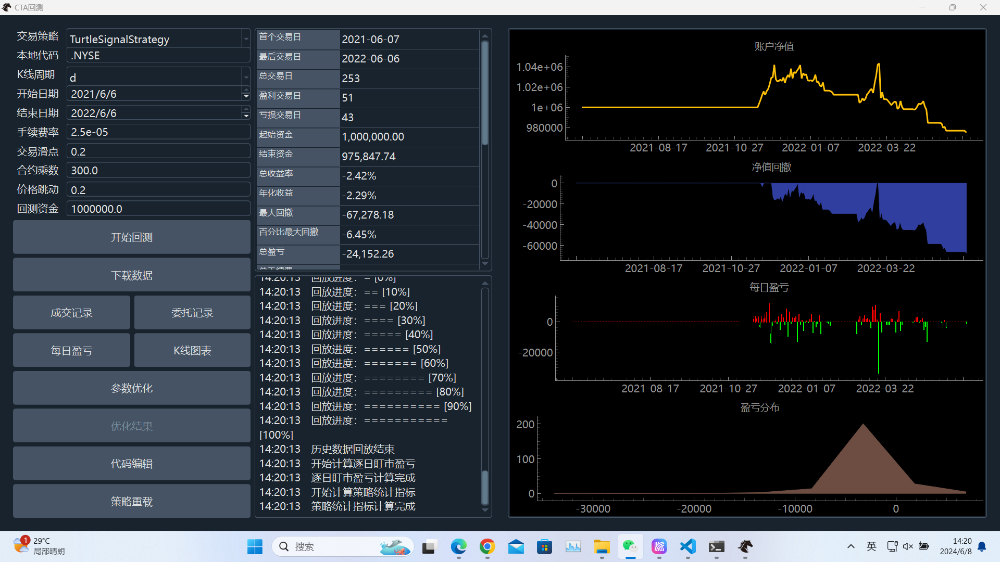 CTA回测
交易策略 TurtleSignalStrategy
本地代码 .NYSE
K线周期 d
开始日期 2021/6/6
结束日期 2022/6/6
手续费率 2.5e-05
交易滑点 0.2
合约乘数 300.0
价格跳动 0.2
回测资金 1000000.0
开始回测
下载数据
成交记录 委托记录
每日盈亏 K线图表
参数优化
优化结果
代码编辑
策略重载
首个交易日 2021-06-07
最后交易日 2022-06-06
总交易日 253
盈利交易日 51
亏损交易日 43
起始资金 1,000,000.00
结束资金 975,847.74
总收益率 -2.42%
年化收益 -2.29%
最大回撤 -67,278.18
百分比最大回撤 -6.45%
总盈亏 -24,152.26
14:20:13 回放进度：= [0%]
14:20:13 回放进度：== [10%]
14:20:13 回放进度：=== [20%]
14:20:13 回放进度：==== [30%]
14:20:13 回放进度：===== [40%]
14:20:13 回放进度：====== [50%]
14:20:13 回放进度：======= [60%]
14:20:13 回放进度：======== [70%]
14:20:13 回放进度：========= [80%]
14:20:13 回放进度：========== [90%]
14:20:13 回放进度：===========
[100%]
14:20:13 历史数据回放结束
14:20:13 开始计算逐日盯市盈亏
14:20:13 逐日盯市盈亏计算完成
14:20:13 开始计算策略统计指标
14:20:13 策略统计指标计算完成
账户净值
1.04e+06
1.02e+06
1e+06
980000
2021-08-17 2021-10-27 2022-01-07 2022-03-22
净值回撤
0
-20000
-40000
-60000
2021-08-17 2021-10-27 2022-01-07 2022-03-22
每日盈亏
0
-20000
2021-08-17 2021-10-27 2022-01-07 2022-03-22
盈亏分布
200
100
0
-30000 -20000 -10000 0
1
29°C
局部晴朗
搜索
英
14:20
2024/6/8